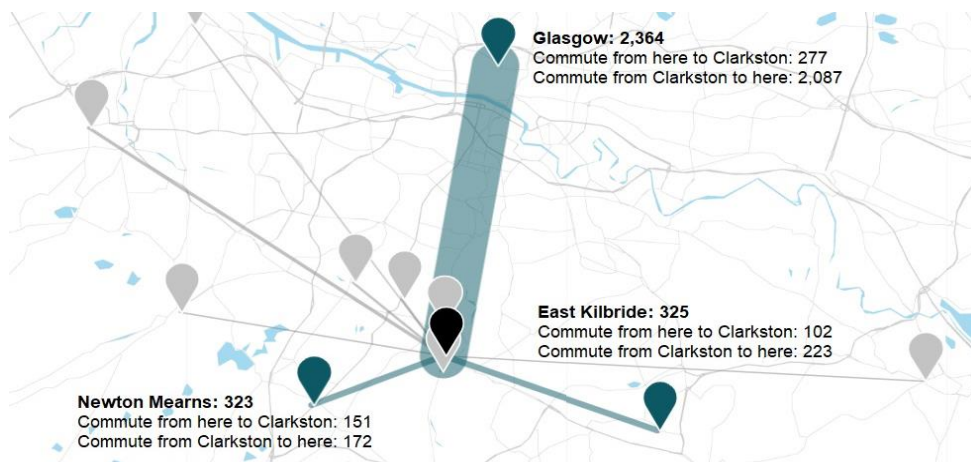 Glasgow: 2,364
Commute from here to Clarkston: 277
Commute from Clarkston to here: 2,087
East Kilbride: 325
Commute from here to Clarkston: 102
Commute from Clarkston to here: 223
Newton Mearns: 323
Commute from here to Clarkston: 151
Commute from Clarkston to here: 172